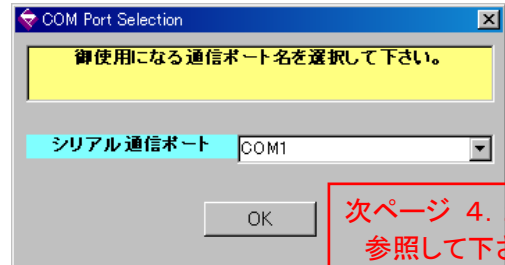 COM Port Selection
御使用になる通信ポート名を選択して下さい。
シリアル通信ポート COM1
OK
次ページ 4.
参照して下さ